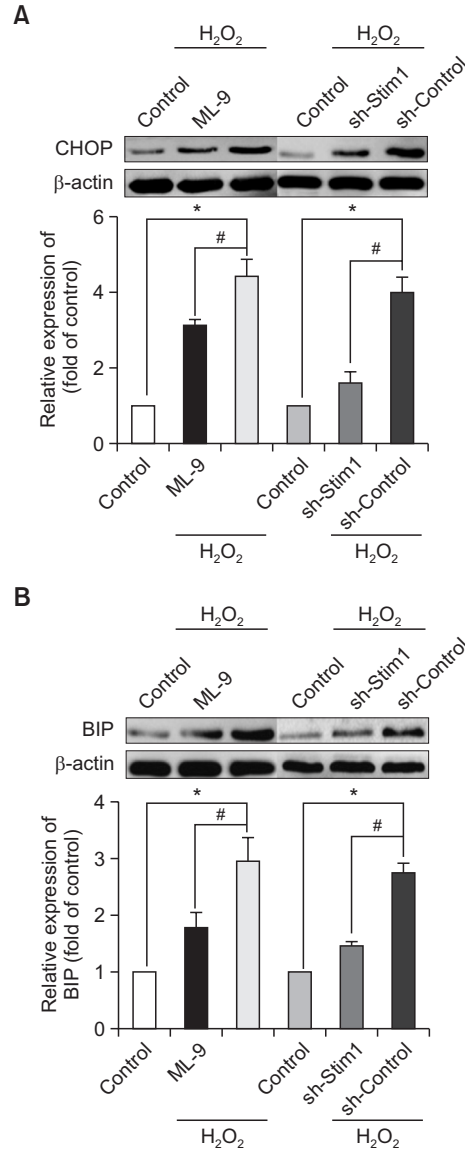 A
H₂O₂ H₂O₂
Control ML-9 Control sh-Stim1 sh-Control
CHOP
β-actin
Relative expression of
(fold of control)
6
4
2
0
* *
# #
Control ML-9 Control sh-Stim1 sh-Control
H₂O₂ H₂O₂
B
H₂O₂ H₂O₂
Control ML-9 Control sh-Stim1 sh-Control
BIP
β-actin
Relative expression of
BIP (fold of control)
4
3
2
1
0
* *
# #
Control ML-9 Control sh-Stim1 sh-Control
H₂O₂ H₂O₂